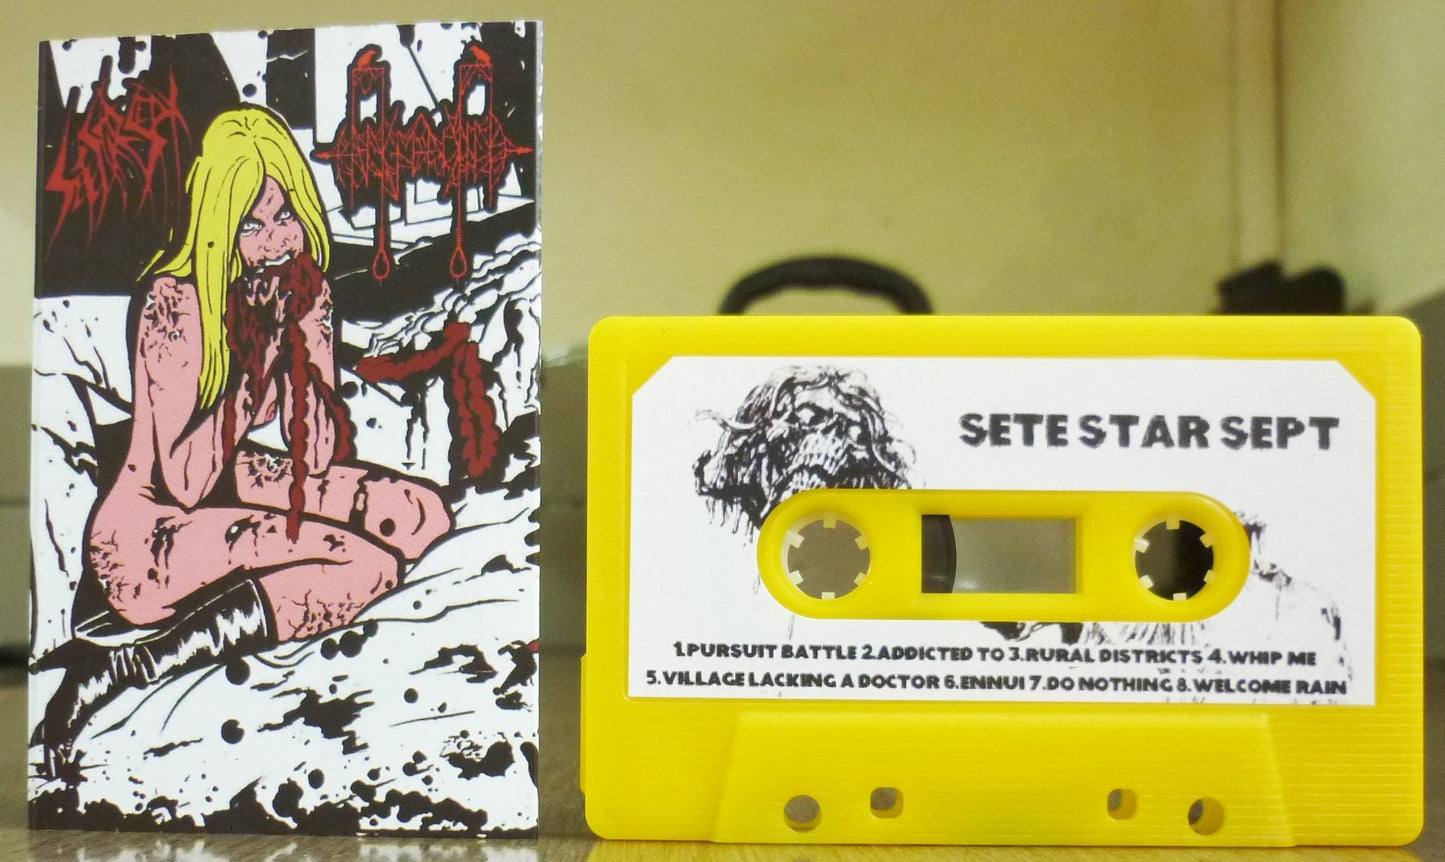 SETE STAR SEPT
1.PURSUIT BATTLE 2.ADDICTED TO 3.RURAL DISTRICTS 4.WHIP ME
5.VILLAGE LACKING A DOCTOR 6.ENNUI 7.DO NOTHING 8.WELCOME RAIN